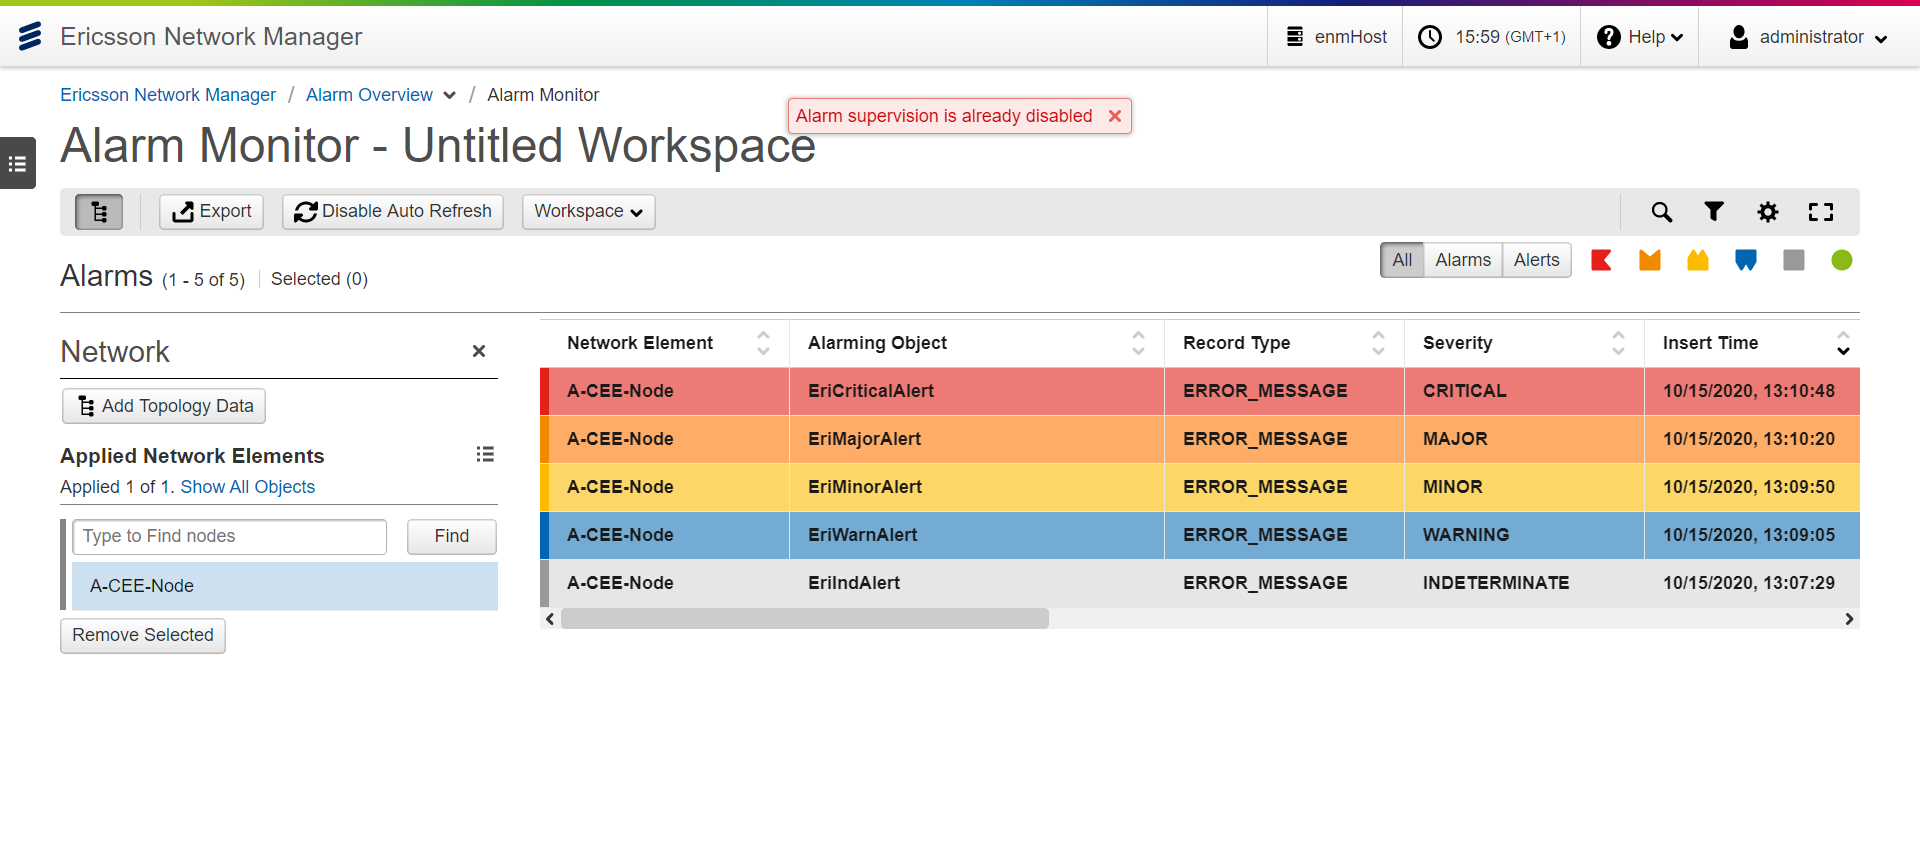 Ericsson Network Manager
enmHost
15:59 (GMT+1)
Help
administrator
Ericsson Network Manager / Alarm Overview / Alarm Monitor
Alarm supervision is already disabled
Alarm Monitor - Untitled Workspace
Export
Disable Auto Refresh
Workspace
Alarms (1 - 5 of 5) Selected (0)
All Alarms Alerts
Network
Add Topology Data
Applied Network Elements
Applied 1 of 1. Show All Objects
Type to Find nodes
Find
A-CEE-Node
Remove Selected
Network Element Alarming Object Record Type Severity Insert Time
A-CEE-Node EriCriticalAlert ERROR_MESSAGE CRITICAL 10/15/2020, 13:10:48
A-CEE-Node EriMajorAlert ERROR_MESSAGE MAJOR 10/15/2020, 13:10:20
A-CEE-Node EriMinorAlert ERROR_MESSAGE MINOR 10/15/2020, 13:09:50
A-CEE-Node EriWarnAlert ERROR_MESSAGE WARNING 10/15/2020, 13:09:05
A-CEE-Node EriIndAlert ERROR_MESSAGE INDETERMINATE 10/15/2020, 13:07:29